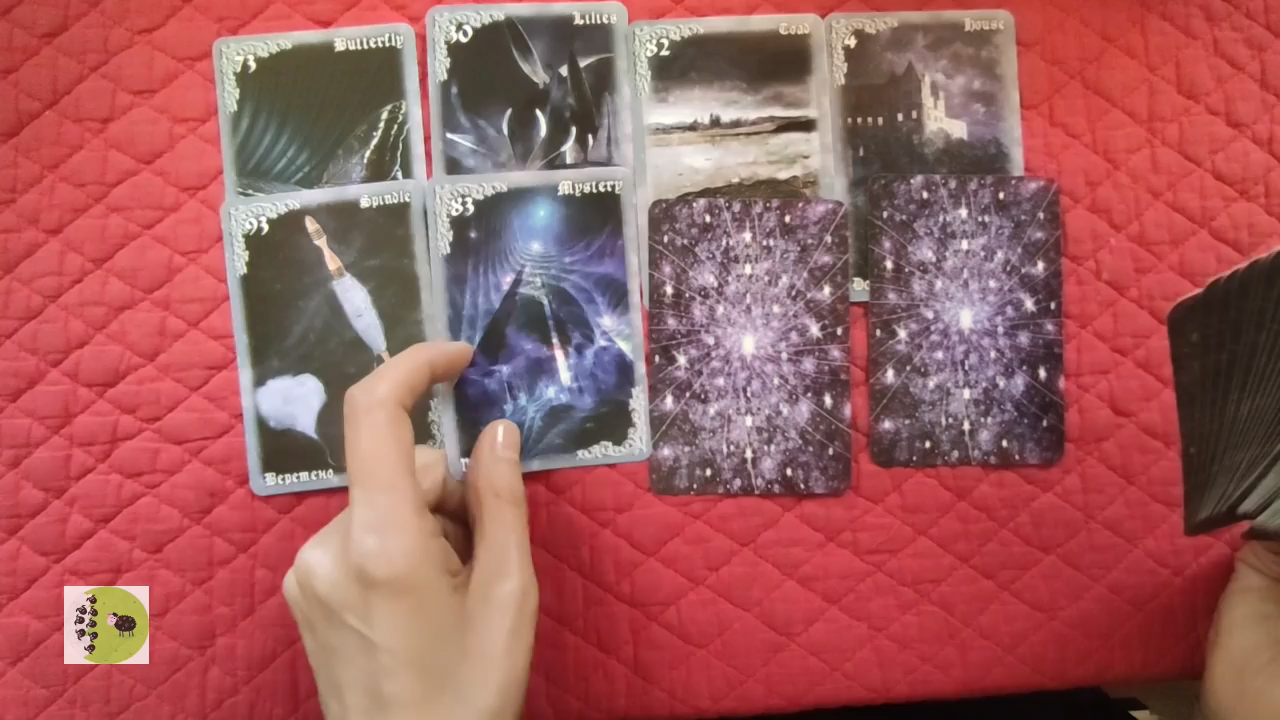 73 Butterfly
30 Lilies
82 Toad
4 House
93 Spindle
83 Mystery
Веретено